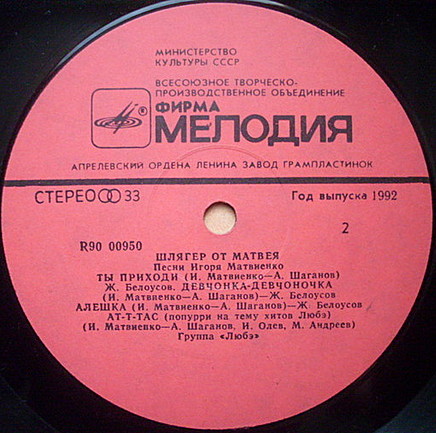 МИНИСТЕРСТВО
КУЛЬТУРЫ СССР
ВСЕСОЮЗНОЕ ТВОРЧЕСКО-
ПРОИЗВОДСТВЕННОЕ ОБЪЕДИНЕНИЕ
ФИРМА
®
МЕЛОДИЯ
АПРЕЛЕВСКИЙ ОРДЕНА ЛЕНИНА ЗАВОД ГРАМПЛАСТИНОК
СТЕРЕО 33
Год выпуска 1992
2
R90 00950
ШЛЯГЕР ОТ МАТВЕЯ
Песни Игоря Матвиенко
ТЫ ПРИХОДИ (И. Матвиенко—А. Шаганов)
Ж. Белоусов. ДЕВЧОНКА-ДЕВЧОНОЧКА
(И. Матвиенко—А. Шаганов)—Ж. Белоусов
АЛЕШКА (И. Матвиенко—А. Шаганов)—Ж. Белоусов
АТ-Т-ТАС (попурри на тему хитов Любэ)
(И. Матвиенко—А. Шаганов, И. Олев, М. Андреев)
Группа «Любэ»